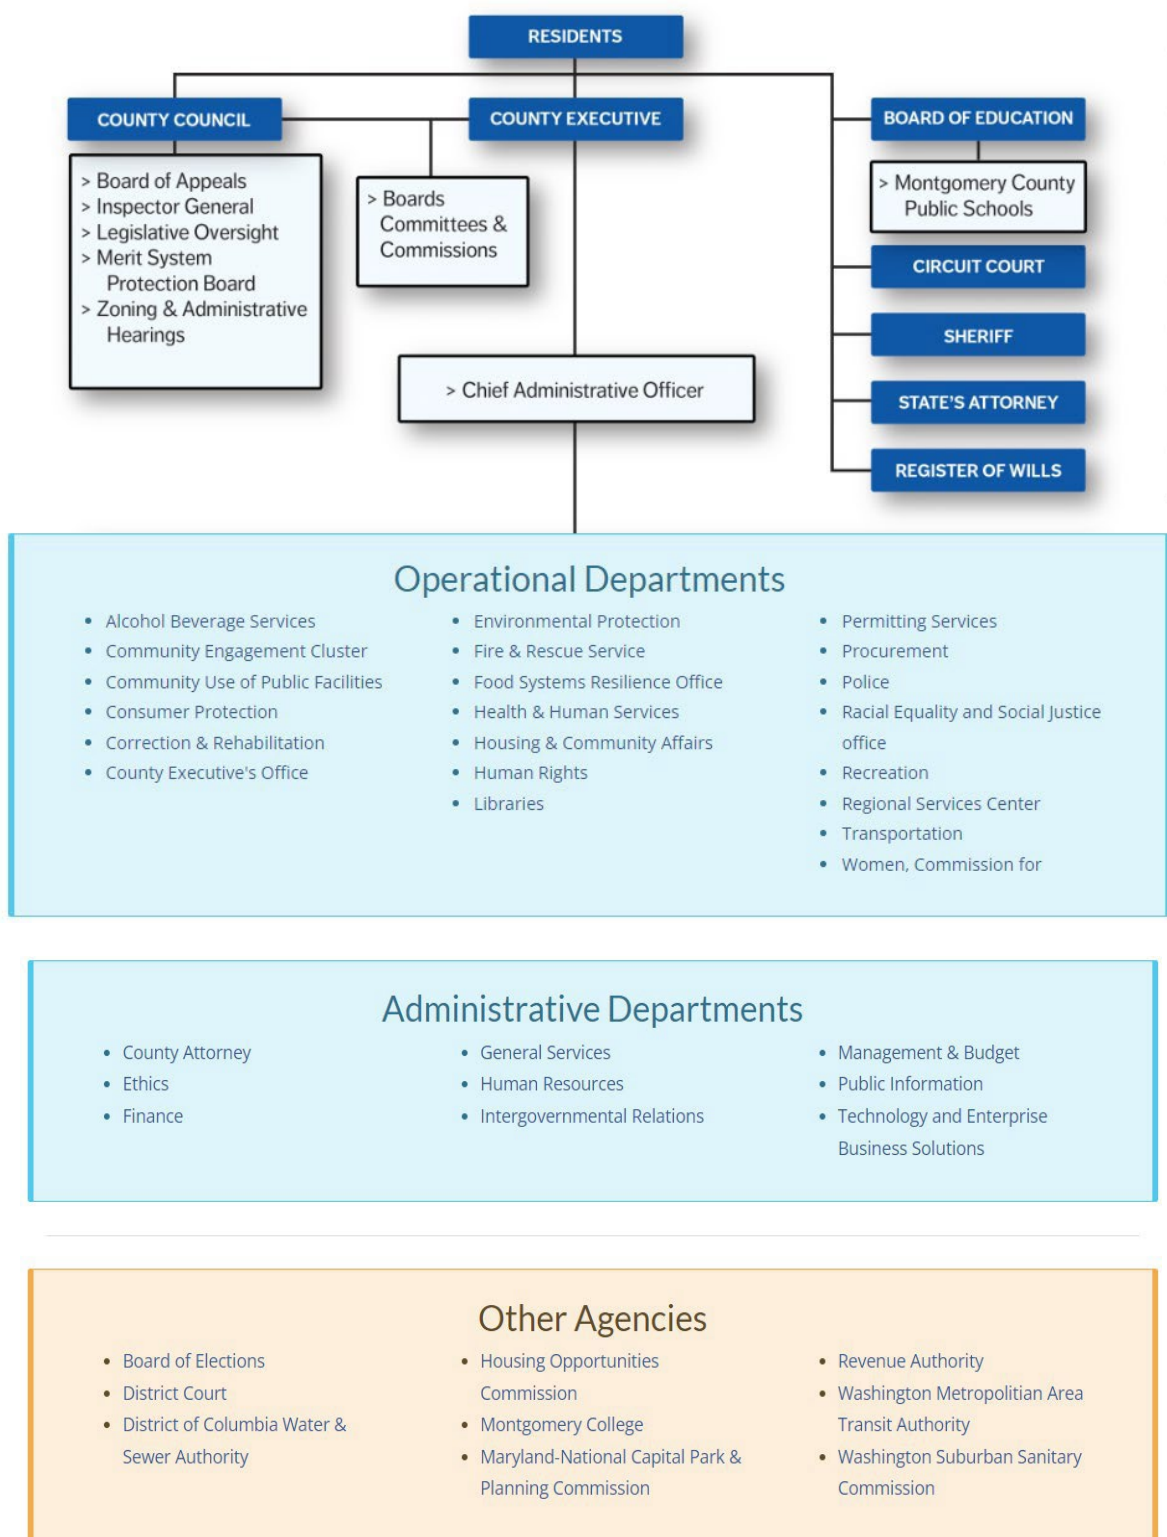 RESIDENTS
COUNTY COUNCIL
COUNTY EXECUTIVE
BOARD OF EDUCATION
> Board of Appeals
> Inspector General
> Legislative Oversight
> Merit System
Protection Board
> Zoning & Administrative
Hearings
> Boards
Committees &
Commissions
> Montgomery County
Public Schools
CIRCUIT COURT
SHERIFF
STATE'S ATTORNEY
REGISTER OF WILLS
> Chief Administrative Officer
Operational Departments
• Alcohol Beverage Services
• Community Engagement Cluster
• Community Use of Public Facilities
• Consumer Protection
• Correction & Rehabilitation
• County Executive's Office
• Environmental Protection
• Fire & Rescue Service
• Food Systems Resilience Office
• Health & Human Services
• Housing & Community Affairs
• Human Rights
• Libraries
• Permitting Services
• Procurement
• Police
• Racial Equality and Social Justice
office
• Recreation
• Regional Services Center
• Transportation
• Women, Commission for
Administrative Departments
• County Attorney
• Ethics
• Finance
• General Services
• Human Resources
• Intergovernmental Relations
• Management & Budget
• Public Information
• Technology and Enterprise
Business Solutions
Other Agencies
• Board of Elections
• District Court
• District of Columbia Water &
Sewer Authority
• Housing Opportunities
Commission
• Montgomery College
• Maryland-National Capital Park &
Planning Commission
• Revenue Authority
• Washington Metropolitian Area
Transit Authority
• Washington Suburban Sanitary
Commission